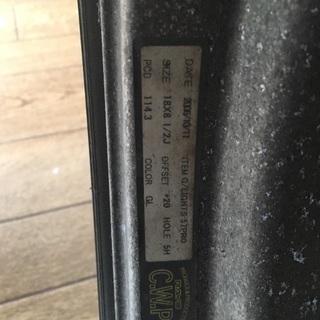 DATE 2006/10/11 ITEM G/LIGHTS 57PRO
SIZE 18X8 1/2J OFFSET +20 HOLE 5H
PCD 114.3 COLOR GL
C.W.P